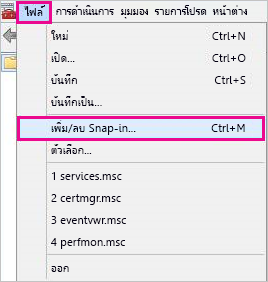 ไฟล์ การดำเนินการ มุมมอง รายการโปรด หน้าต่าง
ใหม่ Ctrl+N
เปิด... Ctrl+O
บันทึก Ctrl+S
บันทึกเป็น...
เพิ่ม/ลบ Snap-in... Ctrl+M
ตัวเลือก...
1 services.msc
2 certmgr.msc
3 eventvwr.msc
4 perfmon.msc
ออก